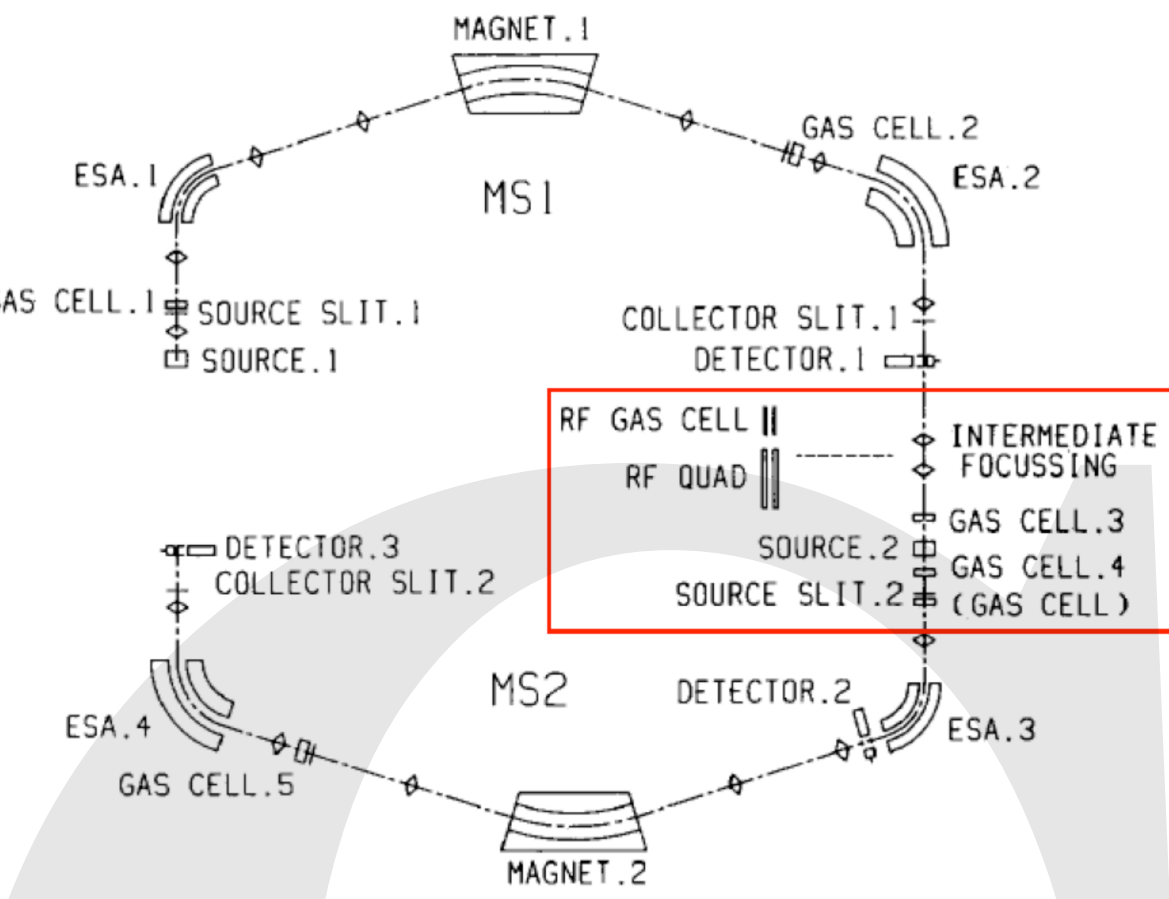 MAGNET.1
GAS CELL.2
ESA.1
MS1
ESA.2
AS CELL.1
SOURCE SLIT.1
SOURCE.1
COLLECTOR SLIT.1
DETECTOR.1
RF GAS CELL
INTERMEDIATE
FOCUSSING
RF QUAD
GAS CELL.3
DETECTOR.3
SOURCE.2
COLLECTOR SLIT.2
GAS CELL.4
SOURCE SLIT.2
(GAS CELL)
MS2
DETECTOR.2
ESA.4
ESA.3
GAS CELL.5
MAGNET.2